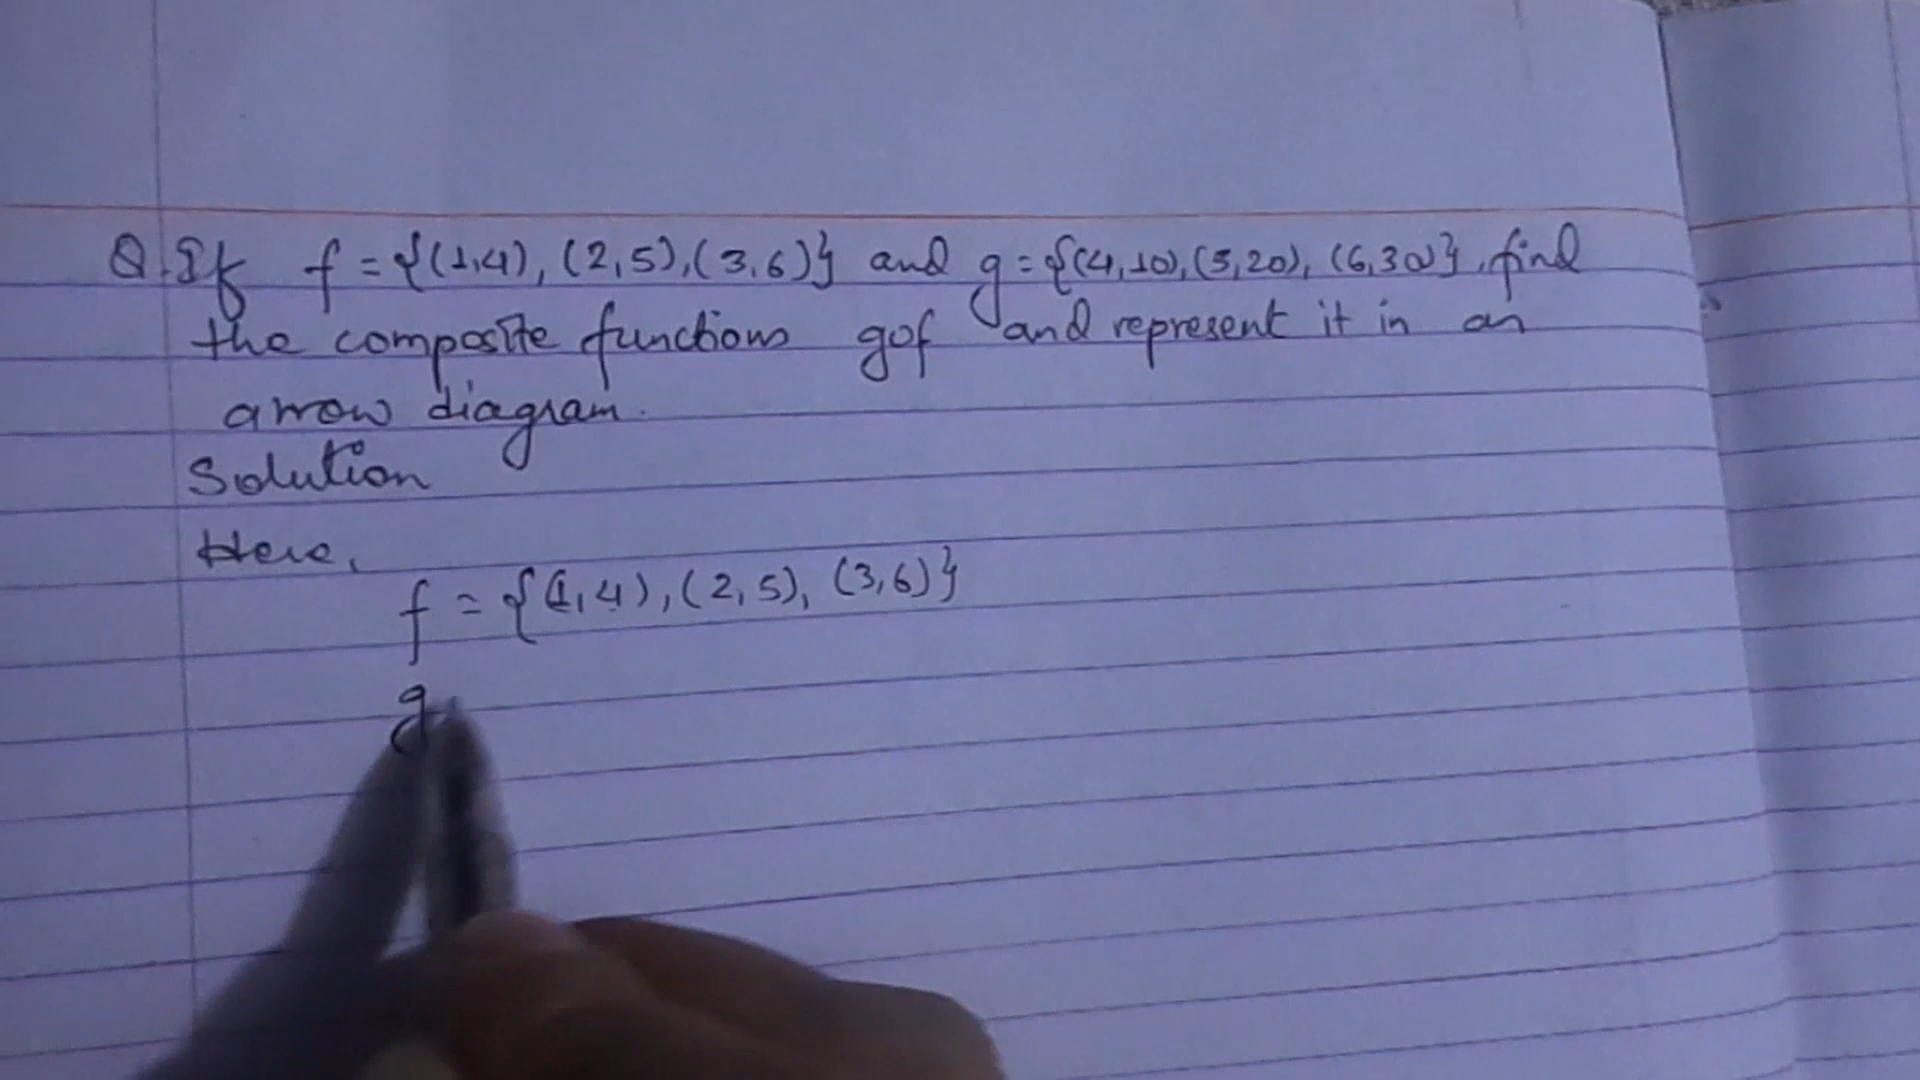 Q. If f = {(1,4), (2,5), (3,6)} and g = {(4,10), (5,20), (6,30)}, find
the composite functions gof and represent it in an
arrow diagram.
Solution
Here,
f = {(1,4), (2,5), (3,6)}
g